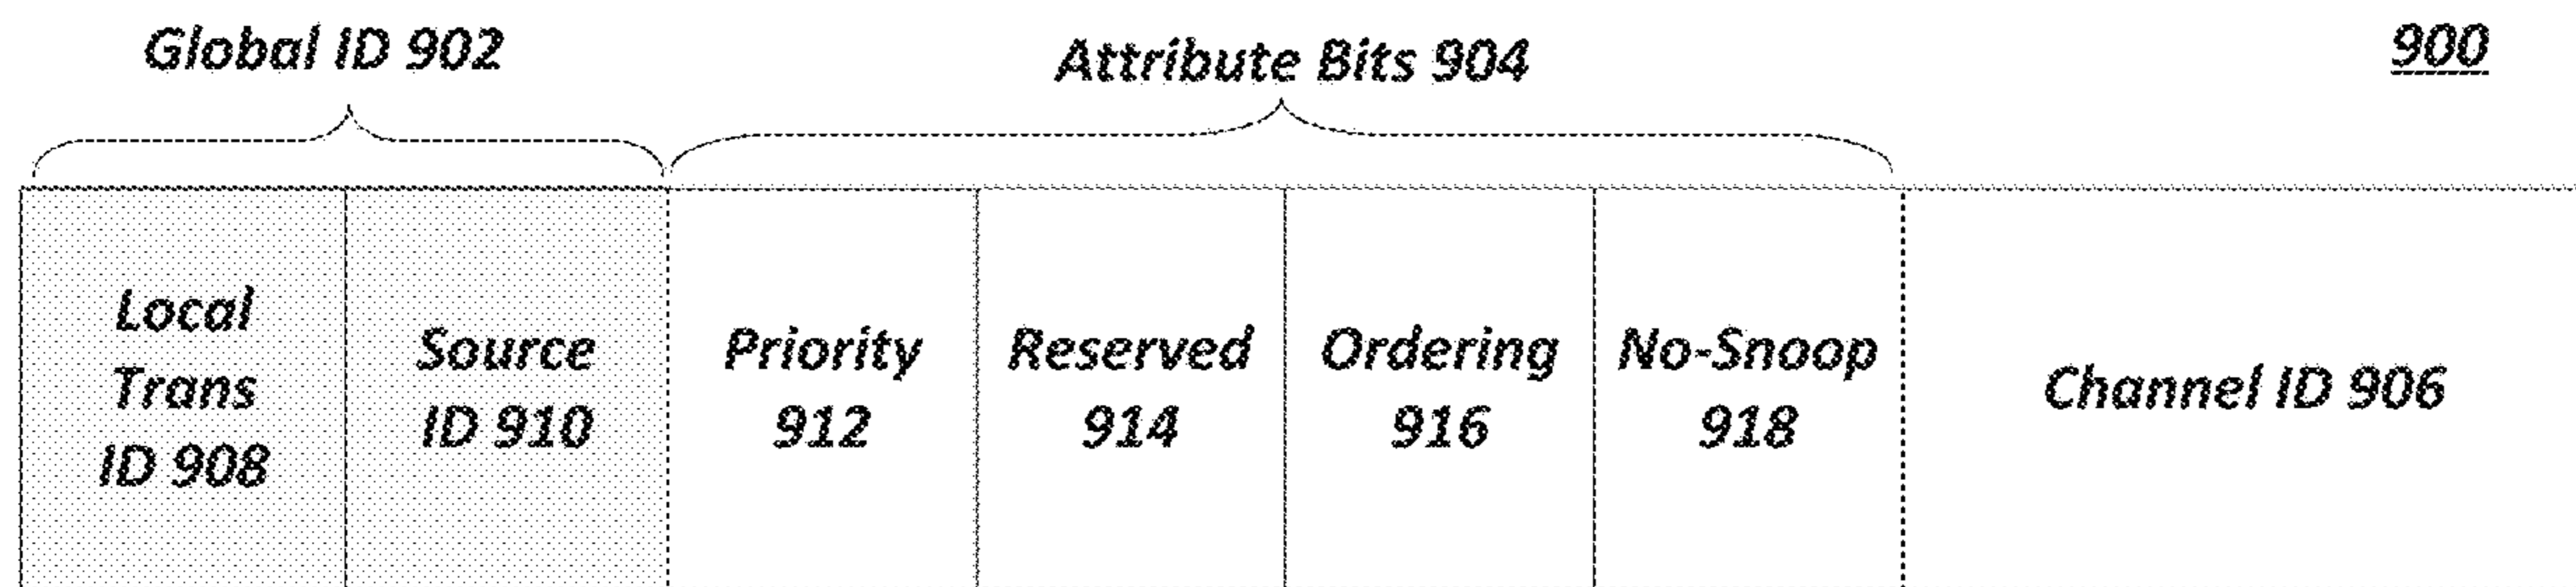 Global ID 902
Attribute Bits 904
900
Local
Trans
ID 908
Source
ID 910
Priority
912
Reserved
914
Ordering
916
No-Snoop
918
Channel ID 906